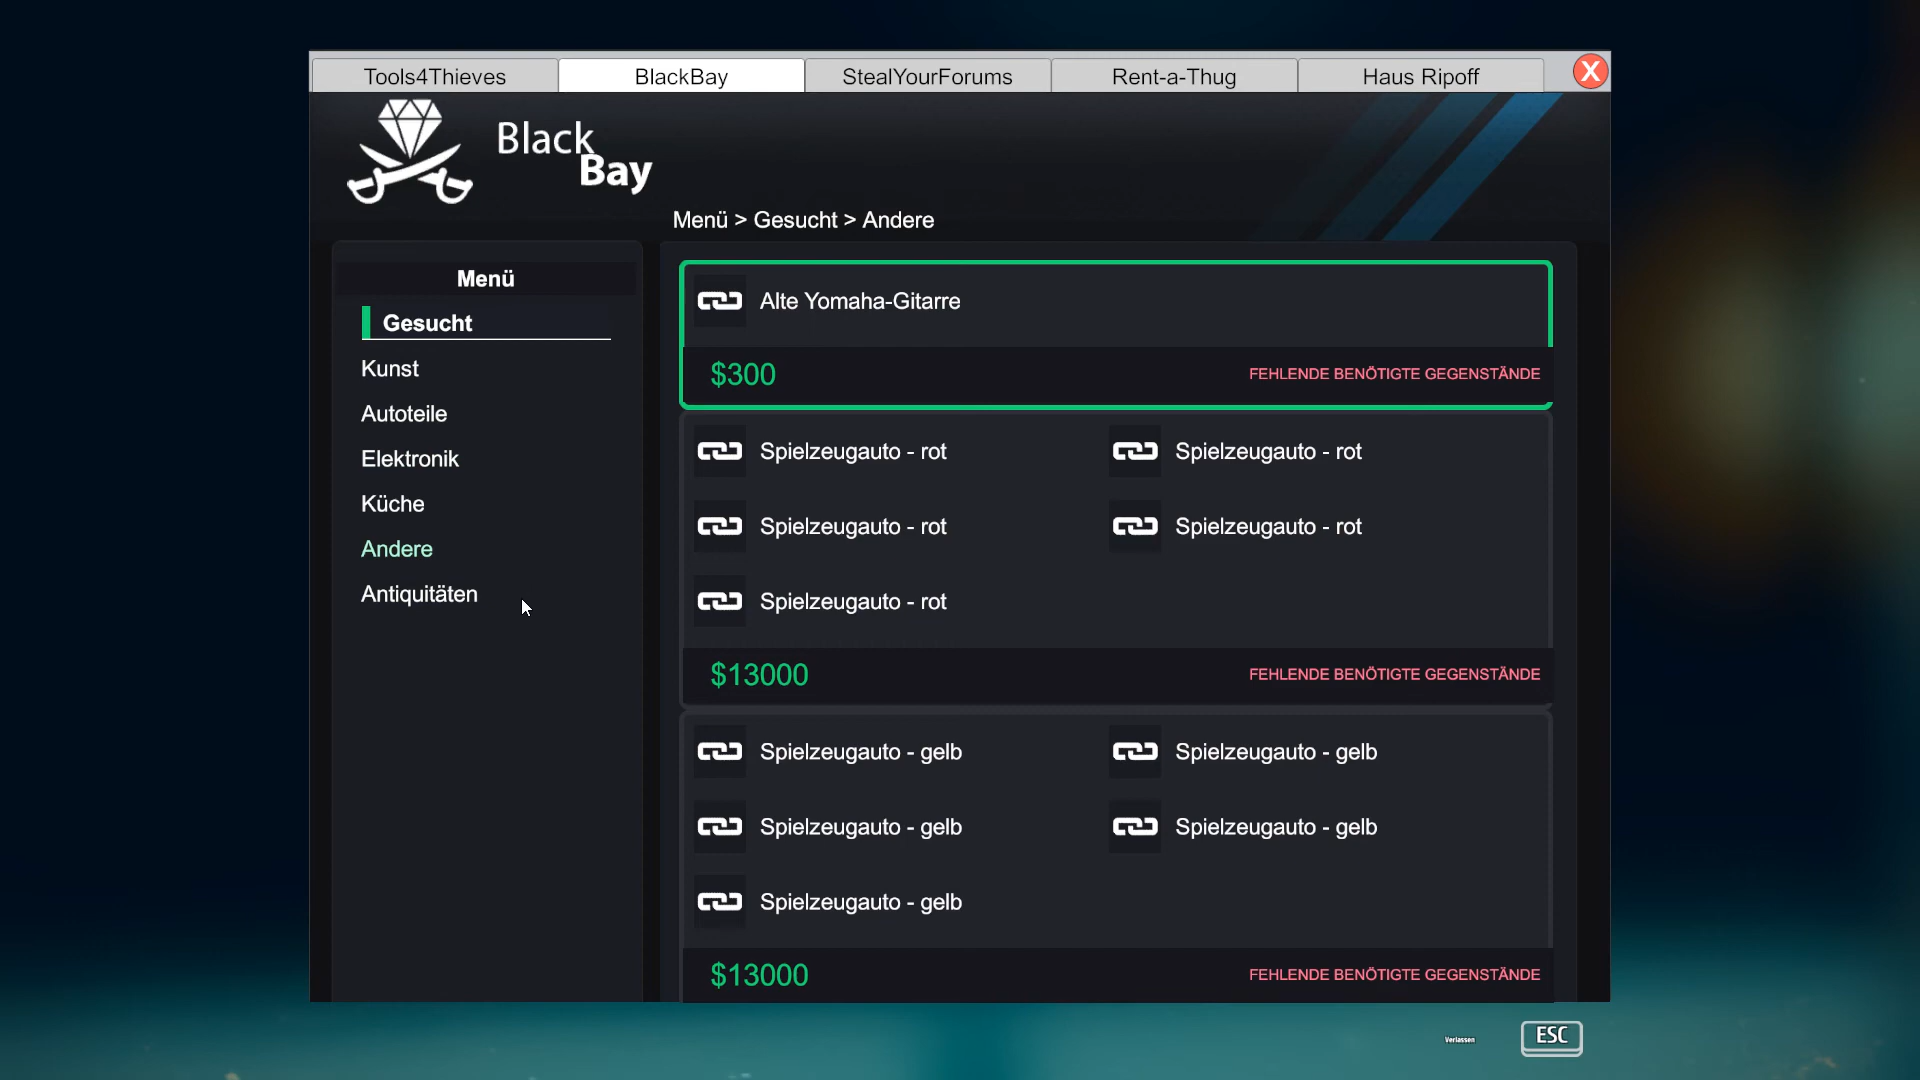 Tools4Thieves
BlackBay
StealYourForums
Rent-a-Thug
Haus Ripoff
X
Black
Bay
Menü > Gesucht > Andere
Menü
Gesucht
Kunst
Autoteile
Elektronik
Küche
Andere
Antiquitäten
Alte Yomaha-Gitarre
$300 FEHLENDE BENÖTIGTE GEGENSTÄNDE
Spielzeugauto - rot Spielzeugauto - rot
Spielzeugauto - rot Spielzeugauto - rot
Spielzeugauto - rot
$13000 FEHLENDE BENÖTIGTE GEGENSTÄNDE
Spielzeugauto - gelb Spielzeugauto - gelb
Spielzeugauto - gelb Spielzeugauto - gelb
Spielzeugauto - gelb
$13000 FEHLENDE BENÖTIGTE GEGENSTÄNDE
Verlassen ESC